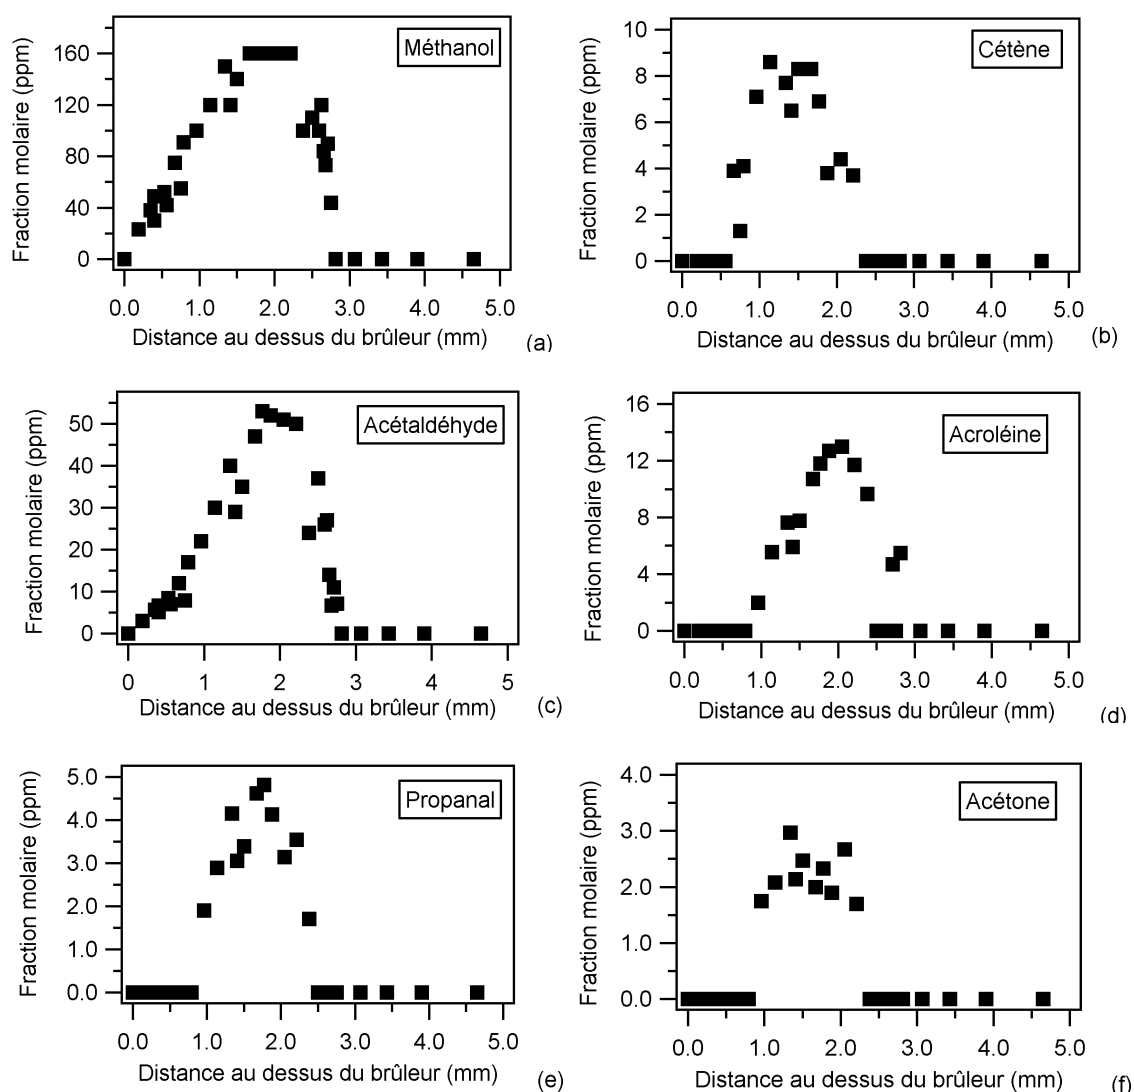 Fraction molaire (ppm)
160
120
80
40
0
Méthanol
0.0 1.0 2.0 3.0 4.0 5.0
Distance au dessus du brûleur (mm)
(a)
Fraction molaire (ppm)
10
8
6
4
2
0
Cétène
0.0 1.0 2.0 3.0 4.0 5.0
Distance au dessus du brûleur (mm)
(b)
Fraction molaire (ppm)
50
40
30
20
10
0
Acétaldéhyde
0 1 2 3 4 5
Distance au dessus du brûleur (mm)
(c)
Fraction molaire (ppm)
16
12
8
4
0
Acroléine
0.0 1.0 2.0 3.0 4.0 5.0
Distance au dessus du brûleur (mm)
(d)
Fraction molaire (ppm)
5.0
4.0
3.0
2.0
1.0
0.0
Propanal
0.0 1.0 2.0 3.0 4.0 5.0
Distance au dessus du brûleur (mm)
(e)
Fraction molaire (ppm)
4.0
3.0
2.0
1.0
0.0
Acétone
0.0 1.0 2.0 3.0 4.0 5.0
Distance au dessus du brûleur (mm)
(f)